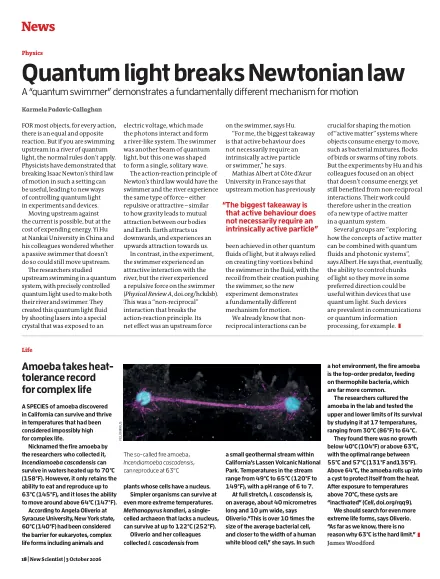 News
Physics
Quantum light breaks Newtonian law
A "quantum swimmer" demonstrates a fundamentally different mechanism for motion
Karmela Padavic-Callaghan
FOR most objects, for every action,
there is an equal and opposite
reaction. But if you are swimming
upstream in a river of quantum
light, the normal rules don't apply.
Physicists have demonstrated that
breaking Isaac Newton's third law
of motion in such a setting can
be useful, leading to new ways
of controlling quantum light
in experiments and devices.
Moving upstream against
the current is possible, but at the
cost of expending energy. Yi Hu
at Nankai University in China and
his colleagues wondered whether
a passive swimmer that doesn't
do so could still move upstream.
The researchers studied
upstream swimming in a quantum
system, with precisely controlled
quantum light used to make both
their river and swimmer. They
created this quantum light fluid
by shooting lasers into a special
crystal that was exposed to an
electric voltage, which made
the photons interact and form
a river-like system. The swimmer
was another beam of quantum
light, but this one was shaped
to form a single, solitary wave.
The action-reaction principle
of Newton's third law would have the swimmer
and the river experience
the same type of force – either
repulsive or attractive – similar
to how gravity leads to mutual
attraction between our bodies
and Earth: Earth attracts us
downwards, and experiences an
upwards attraction towards us.
In contrast, in the experiment,
the swimmer experienced an
attractive interaction with the
river, but the river experienced
a repulsive force on the swimmer
(Physical Review A, doi.org/hckdsb).
This was a "non-reciprocal"
interaction that breaks the
action-reaction principle. Its
net effect was an upstream force
on the swimmer, says Hu.
"For me, the biggest takeaway
is that active behaviour does
not necessarily require an
intrinsically active particle
or swimmer," he says.
Mathias Albert at Côte d'Azur
University in France says that
upstream motion has previously
"The biggest takeaway is
that active behaviour does
not necessarily require an
intrinsically active particle"
been achieved in other quantum
fluids of light, but it always relied
on creating tiny vortices behind
the swimmer in the fluid, with
the creation pushing
the swimmer, so the new
experiment demonstrates
a fundamentally different
mechanism for motion.
We already know that non-
reciprocal interactions can be
crucial for shaping the motion
of "active matter" systems where
objects consume energy to move,
such as bacterial mixtures, flocks
of birds or swarms of tiny robots.
But the experiments by Hu and his
colleagues focused on an object
that doesn't consume energy, yet
still benefited from non-reciprocal
interactions. Their work could
therefore usher in the creation
of a new type of active matter
in a quantum system.
Several groups are "exploring
how the concepts of active matter
can be combined with quantum
fluids and photonic systems",
says Albert. He says that, eventually,
the ability to control chunks
of light so they move in some
preferred direction could be
useful within devices that use
quantum light. Such devices
are prevalent in communications
or quantum information
processing, for example.
Life
Amoeba takes heat-
tolerance record
for complex life
A SPECIES of amoeba discovered
in California can survive and thrive
in temperatures that had been
considered impossibly high
for complex life.
Nicknamed the fire amoeba by
the researchers who collected it,
Incendiamoeba cascadensis can
survive in waters heated up to 70°C
(158°F). However, it only retains the
ability to eat and reproduce up to
63°C (145°F), and it loses the ability
to move around above 64°C (147°F).
According to Angela Oliverio at
Syracuse University, New York state,
60°C (140°F) had been considered
the barrier for eukaryotes, complex
life forms including animals and
The so-called fire amoeba,
Incendiamoeba cascadensis,
can reproduce at 63°C
plants whose cells have a nucleus.
Simpler organisms can survive at
even more extreme temperatures.
Methanopyrus kandleri, a single-
celled archaeon that lacks a nucleus,
can survive at up to 122°C (252°F).
Oliverio and her colleagues
collected I. cascadensis from
a small geothermal stream within
California's Lassen Volcanic National
Park. Temperatures in the stream
range from 49°C to 65°C (120°F to
149°F), with a pH range of 6 to 7.
At full stretch, I. cascadensis is,
on average, about 40 micrometres
long and 10 μm wide, says
Oliverio. "This is over 10 times the
size of the average bacterial cell,
and closer to the width of a human
white blood cell," she says. In such
a hot environment, the fire amoeba
is the top-order predator, feeding
on thermophile bacteria, which
are far more common.
The researchers cultured the
amoeba in the lab and tested the
upper and lower limits of its survival
by studying it at 17 temperatures,
ranging from 30°C (86°F) to 64°C.
They found there was no growth
below 40°C (104°F) or above 63°C,
with the optimal range between
55°C and 57°C (131°F and 135°F).
Above 64°C, the amoeba rolls up into
a cyst to protect itself from the heat.
After exposure to temperatures
above 70°C, these cysts are
"inactivated"
We should search for even more
extreme life forms, says Oliverio.
"As far as we know, there is no
reason why 63°C is the hard limit."
James Woodford
18 | New Scientist | 3 October 2026